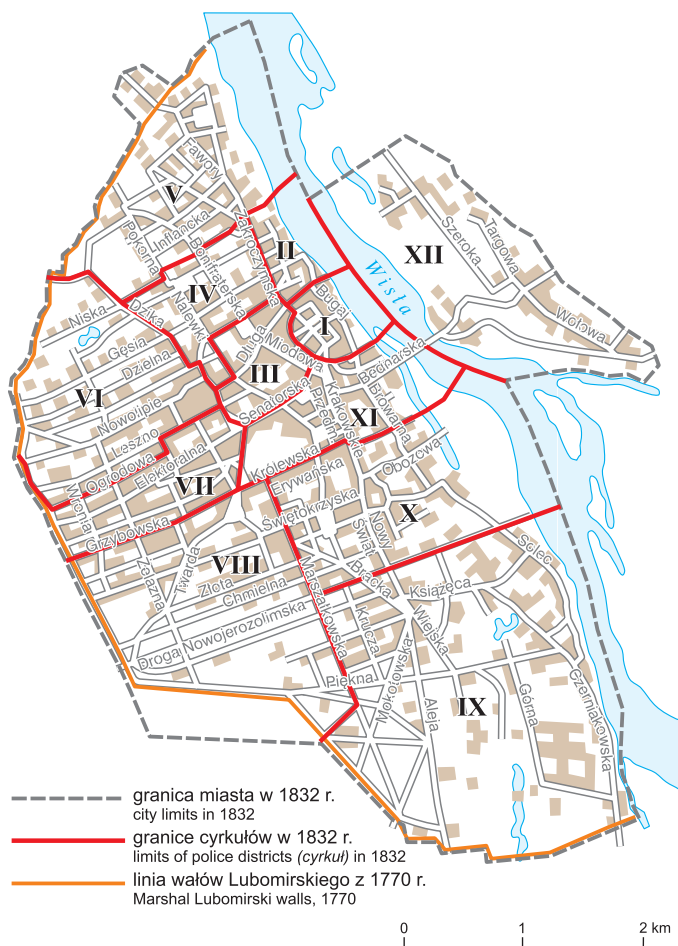 Fawory
V
Inflancka
Pokorna
Zakroczymska
Bonifraterska
II
XII
Szeroka
Targowa
Wisła
Wołowa
IV
Niska
Dzika
Nalewki
Bugaj
I
Długa
Miodowa
III
Gęsia
Dzielna
Bednarska
VI
Nowolipie
Senatorska
Krakowskie
Przedm.
Browarna
XI
Leszno
Ogrodowa
Elektoralna
VII
Królewska
Erywańska
Oboźowa
Wronia
Grzybowska
Świętokrzyska
X
Nowy
Świat
VIII
Solec
Żelazna
Twarda
Złota
Chmielna
Bracka
Książęca
Marszałkowska
Droga Nowojerozolimska
Krucza
Wiejska
Piękna
Mokotowska
Aleja
IX
Górna
Czerniakowska
granica miasta w 1832 r.
city limits in 1832
granice cyrkułów w 1832 r.
limits of police districts (cyrkuł) in 1832
linia wałów Lubomirskiego z 1770 r.
Marshal Lubomirski walls, 1770
0 1 2 km